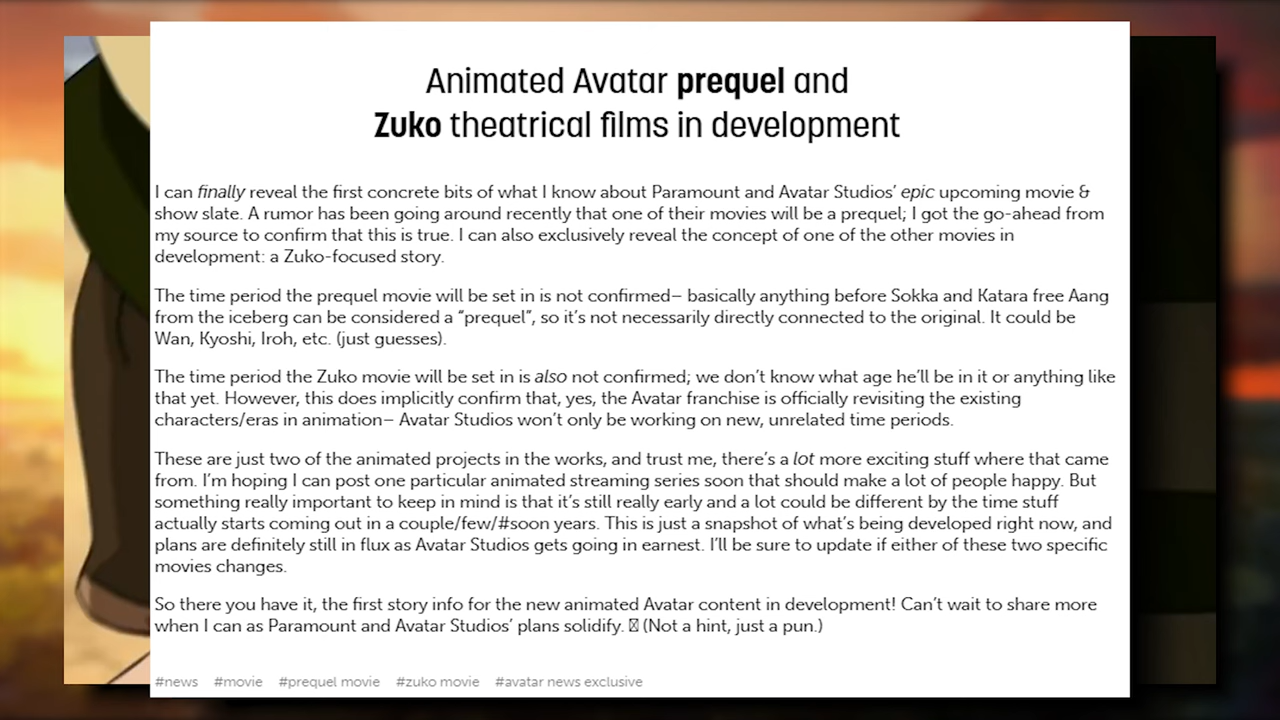 Animated Avatar prequel and
Zuko theatrical films in development
I can finally reveal the first concrete bits of what I know about Paramount and Avatar Studios’ epic upcoming movie &
show slate. A rumor has been going around recently that one of their movies will be a prequel; I got the go-ahead from
my source to confirm that this is true. I can also exclusively reveal the concept of one of the other movies in
development: a Zuko-focused story.
The time period the prequel movie will be set in is not confirmed– basically anything before Sokka and Katara free Aang
from the iceberg can be considered a “prequel”, so it’s not necessarily directly connected to the original. It could be
Wan, Kyoshi, Iroh, etc. (just guesses).
The time period the Zuko movie will be set in is also not confirmed; we don’t know what age he’ll be in it or anything like
that yet. However, this does implicitly confirm that, yes, the Avatar franchise is officially revisiting the existing
characters/eras in animation– Avatar Studios won’t only be working on new, unrelated time periods.
These are just two of the animated projects in the works, and trust me, there’s a lot more exciting stuff where that came
from. I’m hoping I can post one particular animated streaming series soon that should make a lot of people happy. But
something really important to keep in mind is that it’s still really early and a lot could be different by the time stuff
actually starts coming out in a couple/few/#soon years. This is just a snapshot of what’s being developed right now, and
plans are definitely still in flux as Avatar Studios gets going in earnest. I’ll be sure to update if either of these two specific
movies changes.
So there you have it, the first story info for the new animated Avatar content in development! Can’t wait to share more
when I can as Paramount and Avatar Studios’ plans solidify. (Not a hint, just a pun.)
#news #movie #prequel movie #zuko movie #avatar news exclusive